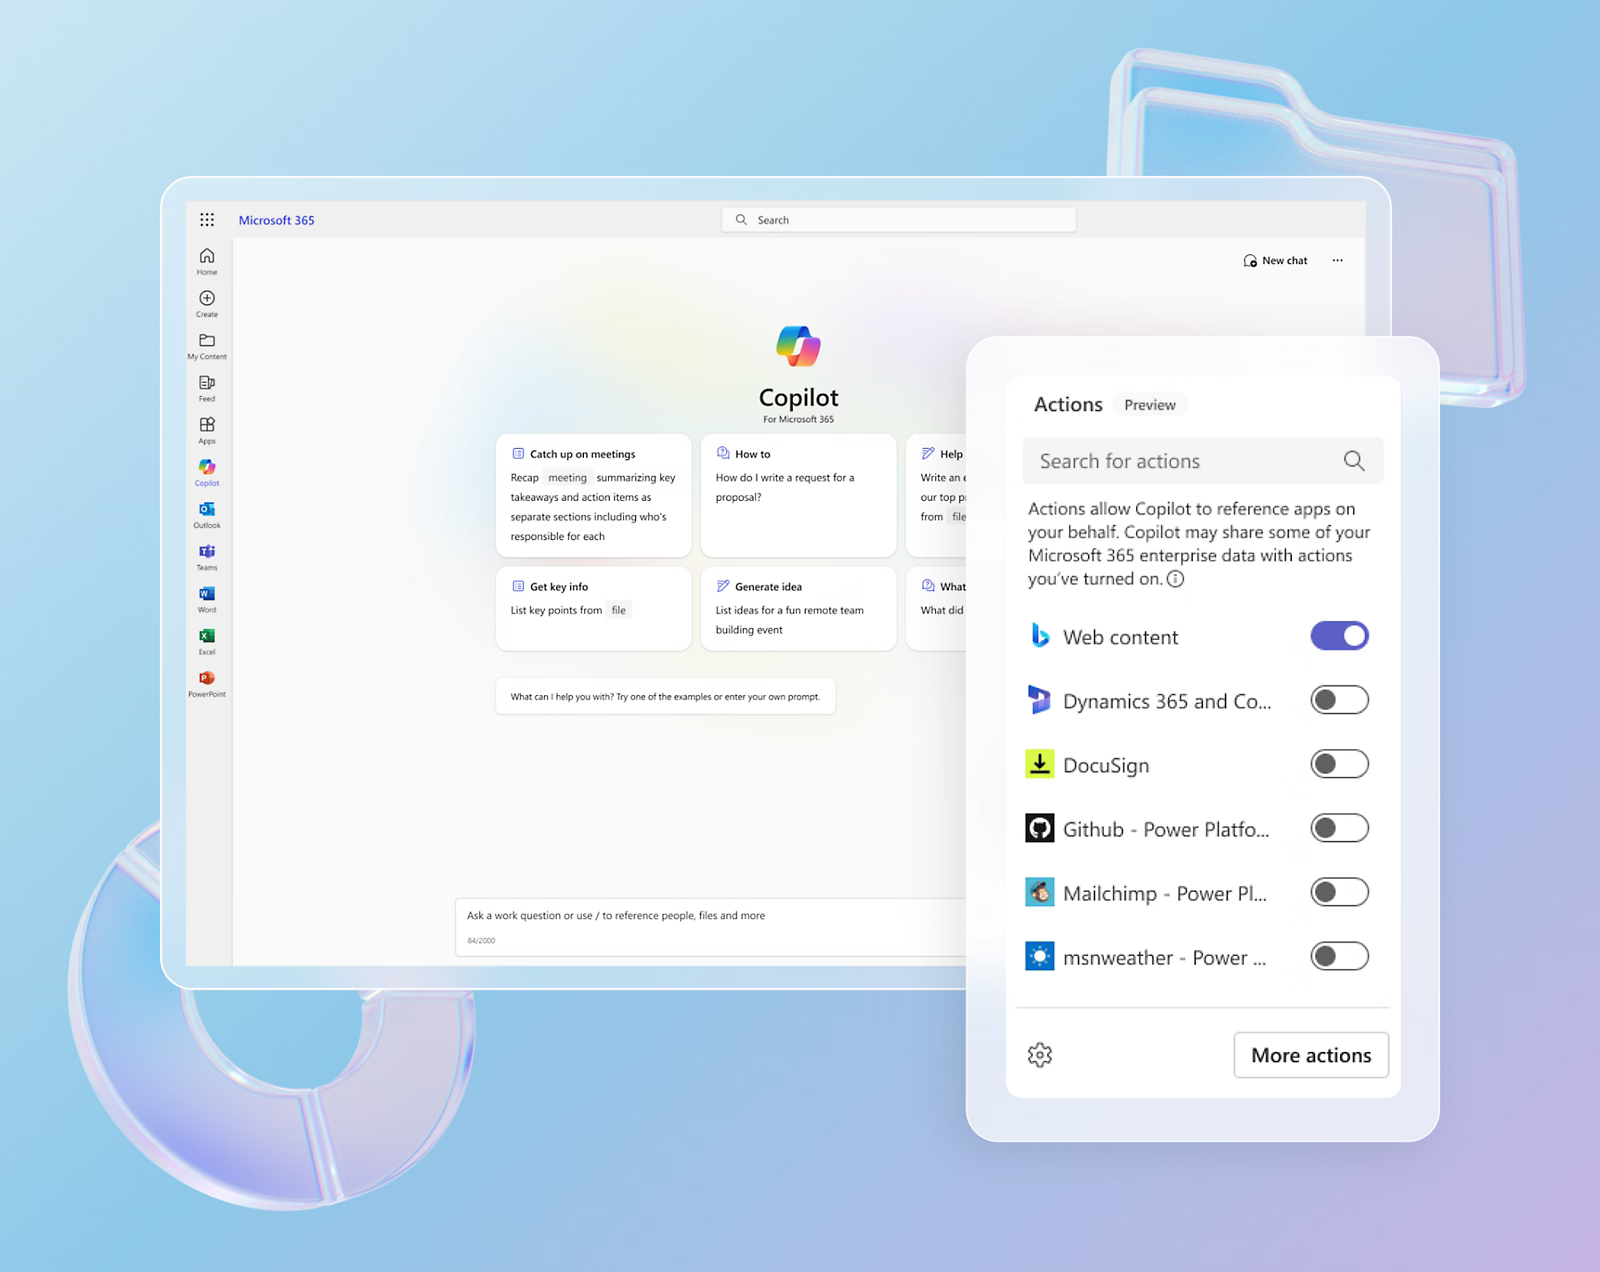 Microsoft 365
Search
Home
Create
My Content
Feed
Apps
Copilot
Outlook
Teams
Word
Excel
PowerPoint
New chat
Copilot
For Microsoft 365
Catch up on meetings
Recap meeting summarizing key
takeaways and action items as
separate sections including who's
responsible for each
How to
How do I write a request for a
proposal?
Help
Write an e
our top p
from file
Get key info
List key points from file
Generate idea
List ideas for a fun remote team
building event
What
What did
What can I help you with? Try one of the examples or enter your own prompt.
Ask a work question or use / to reference people, files and more
84/2000
Actions Preview
Search for actions
Actions allow Copilot to reference apps on
your behalf. Copilot may share some of your
Microsoft 365 enterprise data with actions
you've turned on.
Web content
Dynamics 365 and Co...
DocuSign
Github - Power Platfo...
Mailchimp - Power Pl...
msnweather - Power ...
More actions